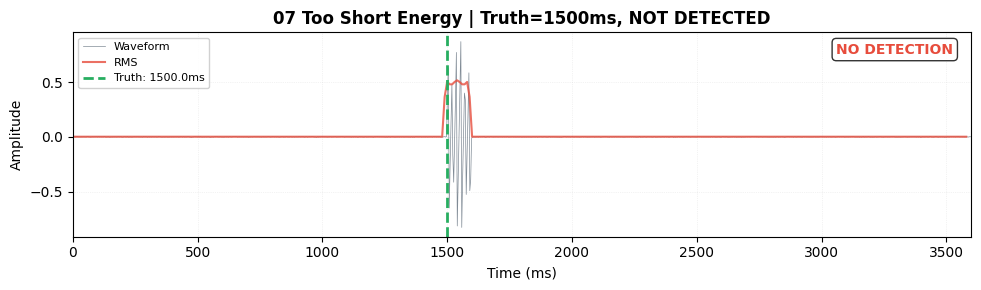 07 Too Short Energy | Truth=1500ms, NOT DETECTED
Waveform
RMS
Truth: 1500.0ms
NO DETECTION
Amplitude
0.5
0.0
−0.5
0 500 1000 1500 2000 2500 3000 3500
Time (ms)